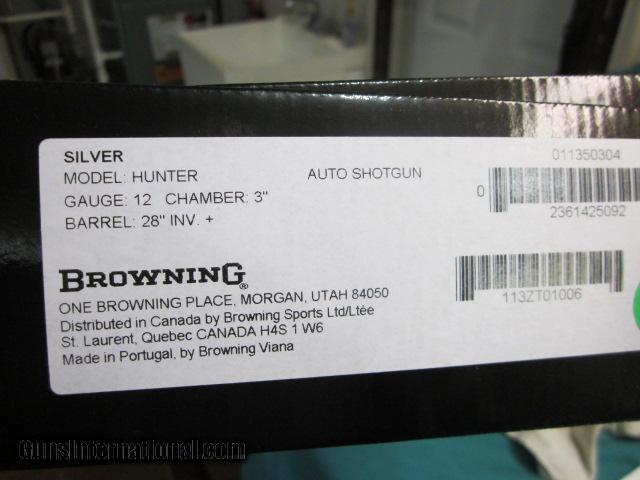 SILVER
MODEL: HUNTER AUTO SHOTGUN
GAUGE: 12 CHAMBER: 3"
BARREL: 28" INV. +
011350304
0 2361425092
113ZT01006
BROWNING®
ONE BROWNING PLACE, MORGAN, UTAH 84050
Distributed in Canada by Browning Sports Ltd/Ltée
St. Laurent, Quebec CANADA H4S 1 W6
Made in Portugal, by Browning Viana
GunsInternational.com